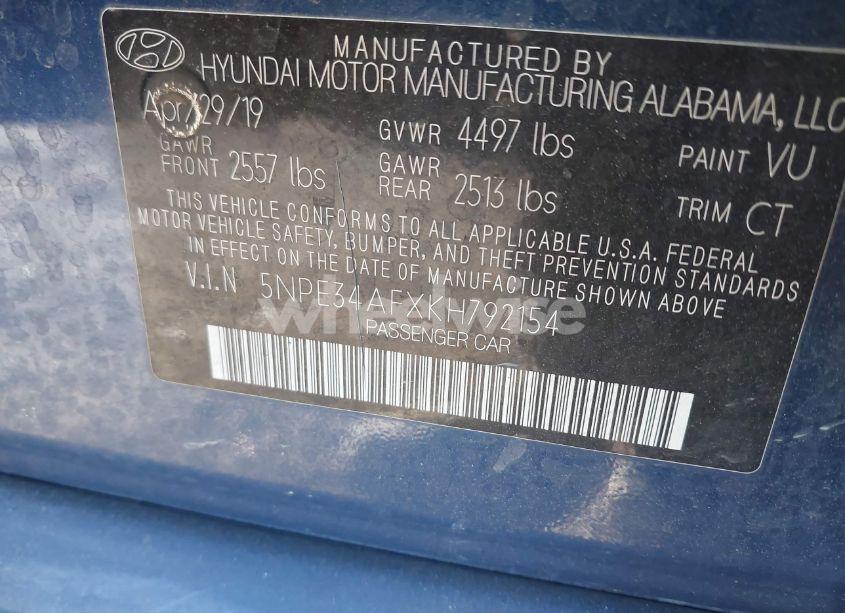 MANUFACTURED BY
HYUNDAI MOTOR MANUFACTURING ALABAMA, LLC
Apr/29/19
GVWR 4497 lbs
PAINT VU
GAWR FRONT 2557 lbs
GAWR REAR 2513 lbs
TRIM CT
THIS VEHICLE CONFORMS TO ALL APPLICABLE U.S.A. FEDERAL
MOTOR VEHICLE SAFETY, BUMPER, AND THEFT PREVENTION STANDARDS
IN EFFECT ON THE DATE OF MANUFACTURE SHOWN ABOVE
V.I.N 5NPE34AFXKH792154
PASSENGER CAR
wheelwire